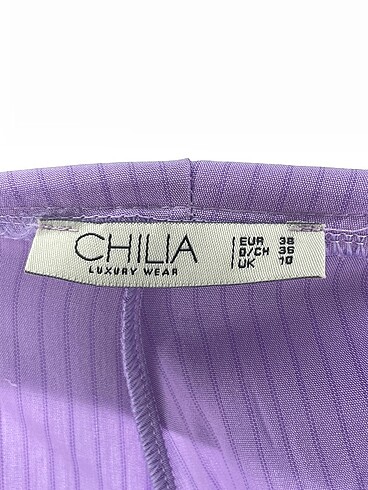 CHILIA
LUXURY WEAR
EUR 38
D/CH 36
UK 10